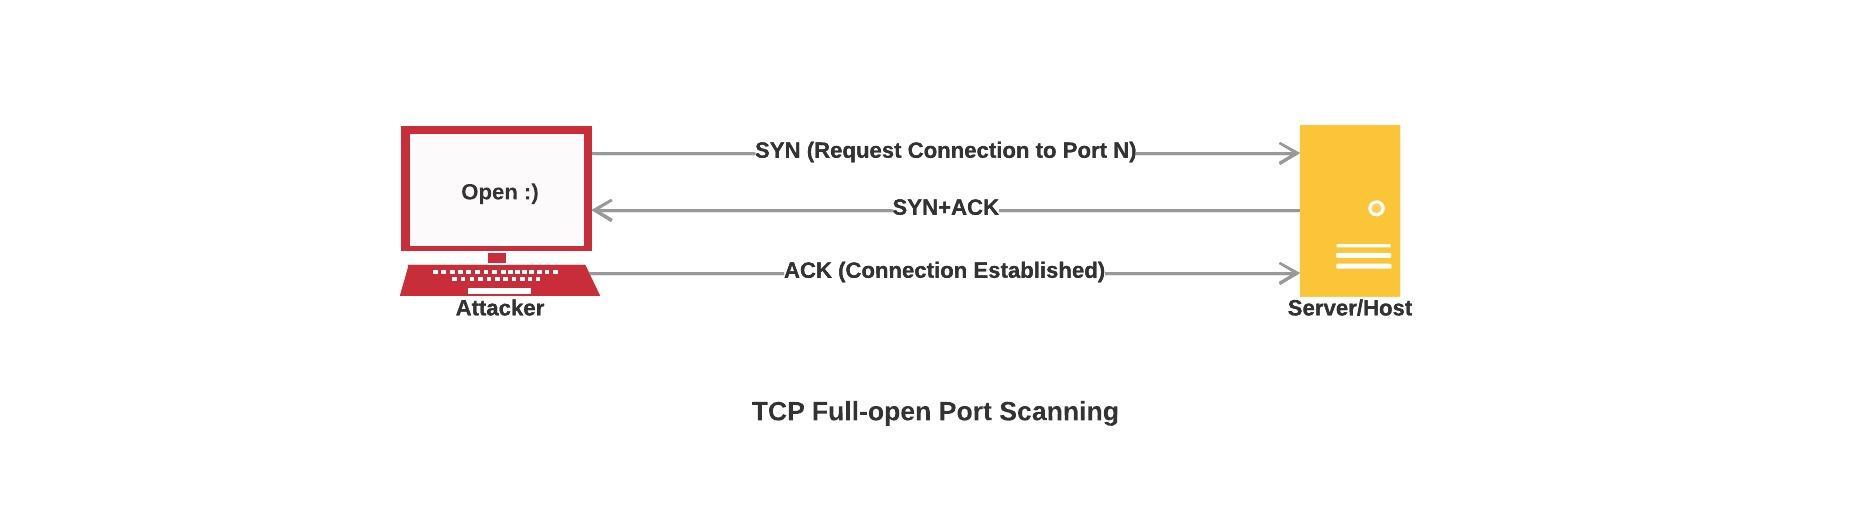 SYN (Request Connection to Port N)
Open :)
SYN+ACK
ACK (Connection Established)
Attacker
Server/Host
TCP Full-open Port Scanning